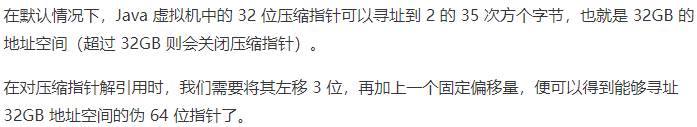 在默认情况下，Java 虚拟机中的 32 位压缩指针可以寻址到 2 的 35 次方个字节，也就是 32GB 的
地址空间（超过 32GB 则会关闭压缩指针）。
在对压缩指针解引用时，我们需要将其左移 3 位，再加上一个固定偏移量，便可以得到能够寻址
32GB 地址空间的伪 64 位指针了。